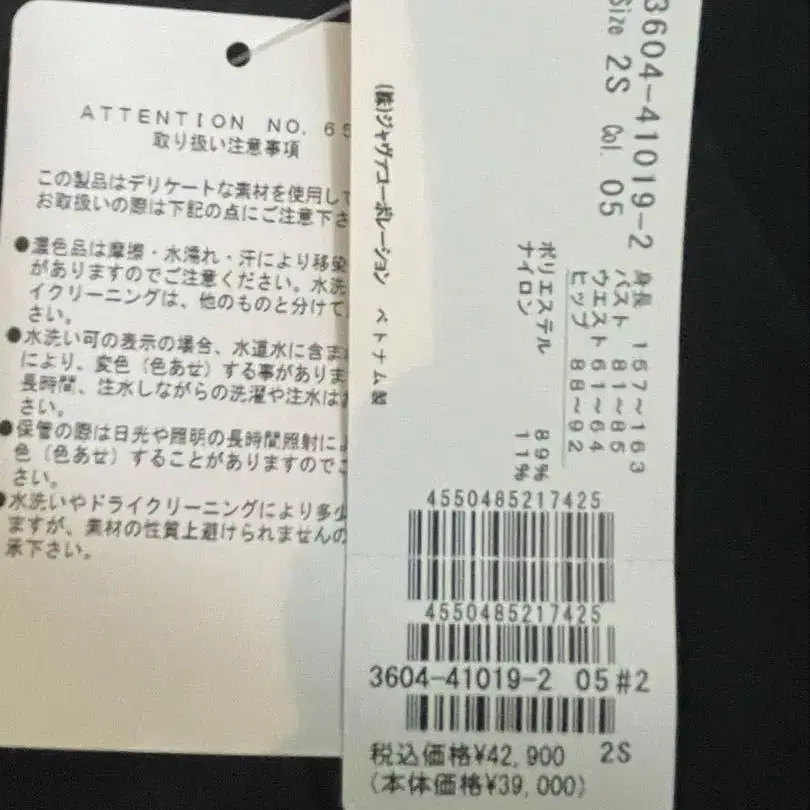 ATTENTION NO. 65
取り扱い注意事項
この製品はデリケートな素材を使用して
お取扱いの際は下記の点にご注意下さ
●濃色品は摩擦・水濡れ・汗により移染
がありますのでご注意ください。水洗
イクリーニングは、他のものと分けて
さい。
●水洗い可の表示の場合、水道水に含ま
により、変色（色あせ）する事がありま
長時間、注水しながらの洗濯や注水は
さい。
●保管の際は日光や照明の長時間照射に
色（色あせ）することがありますのでご
さい。
●水洗いやドライクリーニングにより多少
ますが、素材の性質上避けられませんの
承下さい。
3604-41019-2
Size 2S Col. 05
身長 157~163
バスト 81~85
ウエスト 61~64
ヒップ 88~92
ポリエステル 89%
ナイロン 11%
(株)ジャヴァコーポレーション ベトナム製
4550485217425
4550485217425
3604-41019-2 05#2
税込価格¥42,900 2S
(本体価格¥39,000)